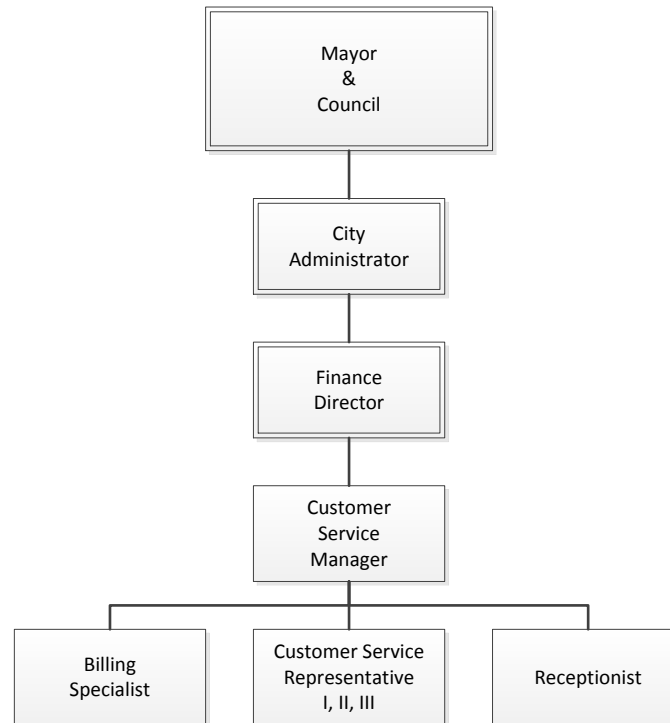 Mayor
&
Council
City
Administrator
Finance
Director
Customer
Service
Manager
Billing
Specialist
Customer Service
Representative
I, II, III
Receptionist